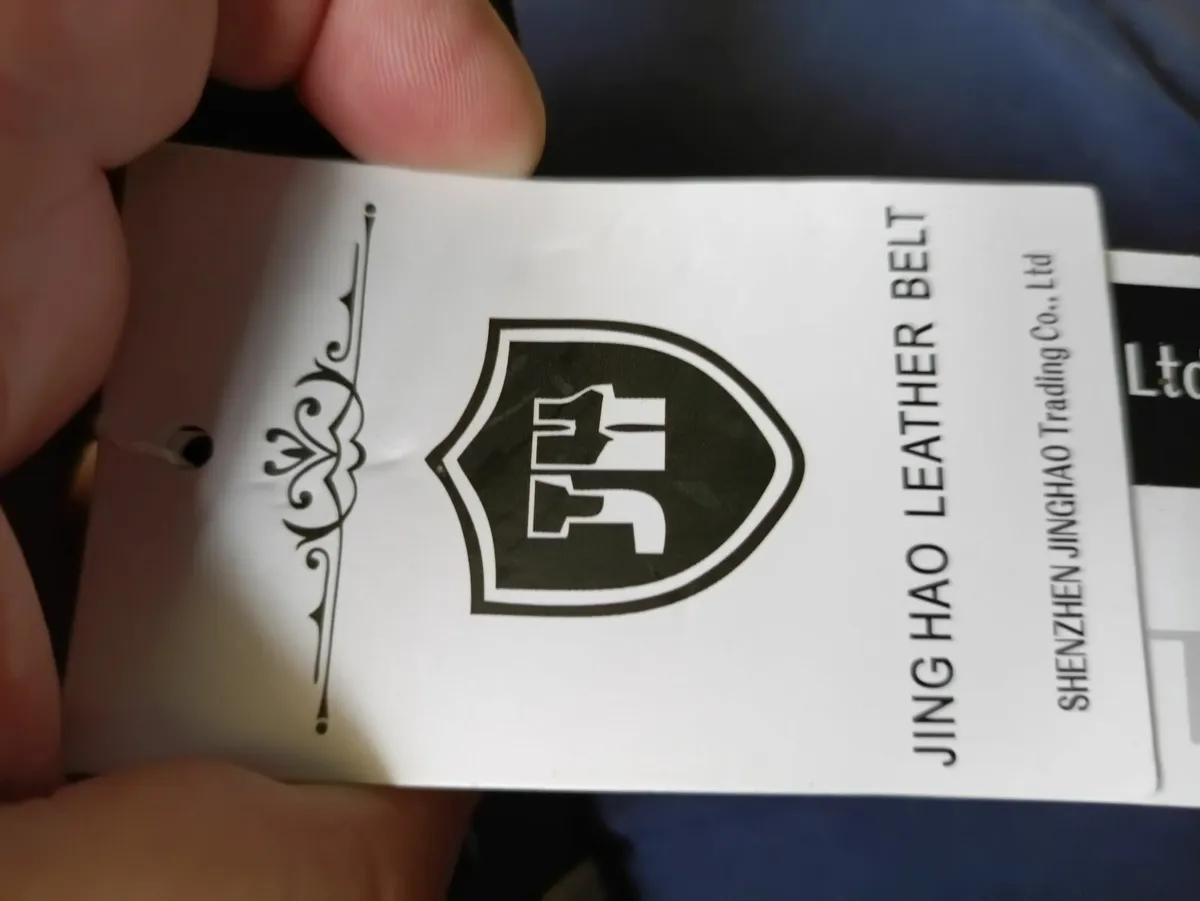 JH
JING HAO LEATHER BELT
SHENZHEN JINGHAO Trading Co., Ltd
Ltd